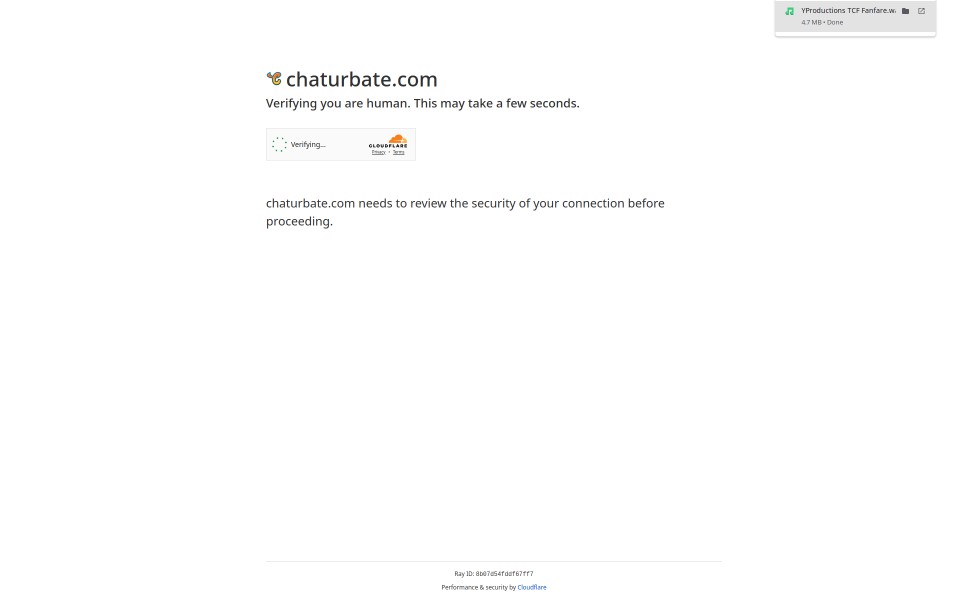 YProductions TCF Fanfare.w
4.7 MB • Done
chaturbate.com
Verifying you are human. This may take a few seconds.
Verifying...
CLOUDFLARE
Privacy • Terms
chaturbate.com needs to review the security of your connection before
proceeding.
Ray ID: 8b07d54fddf67ff7
Performance & security by Cloudflare